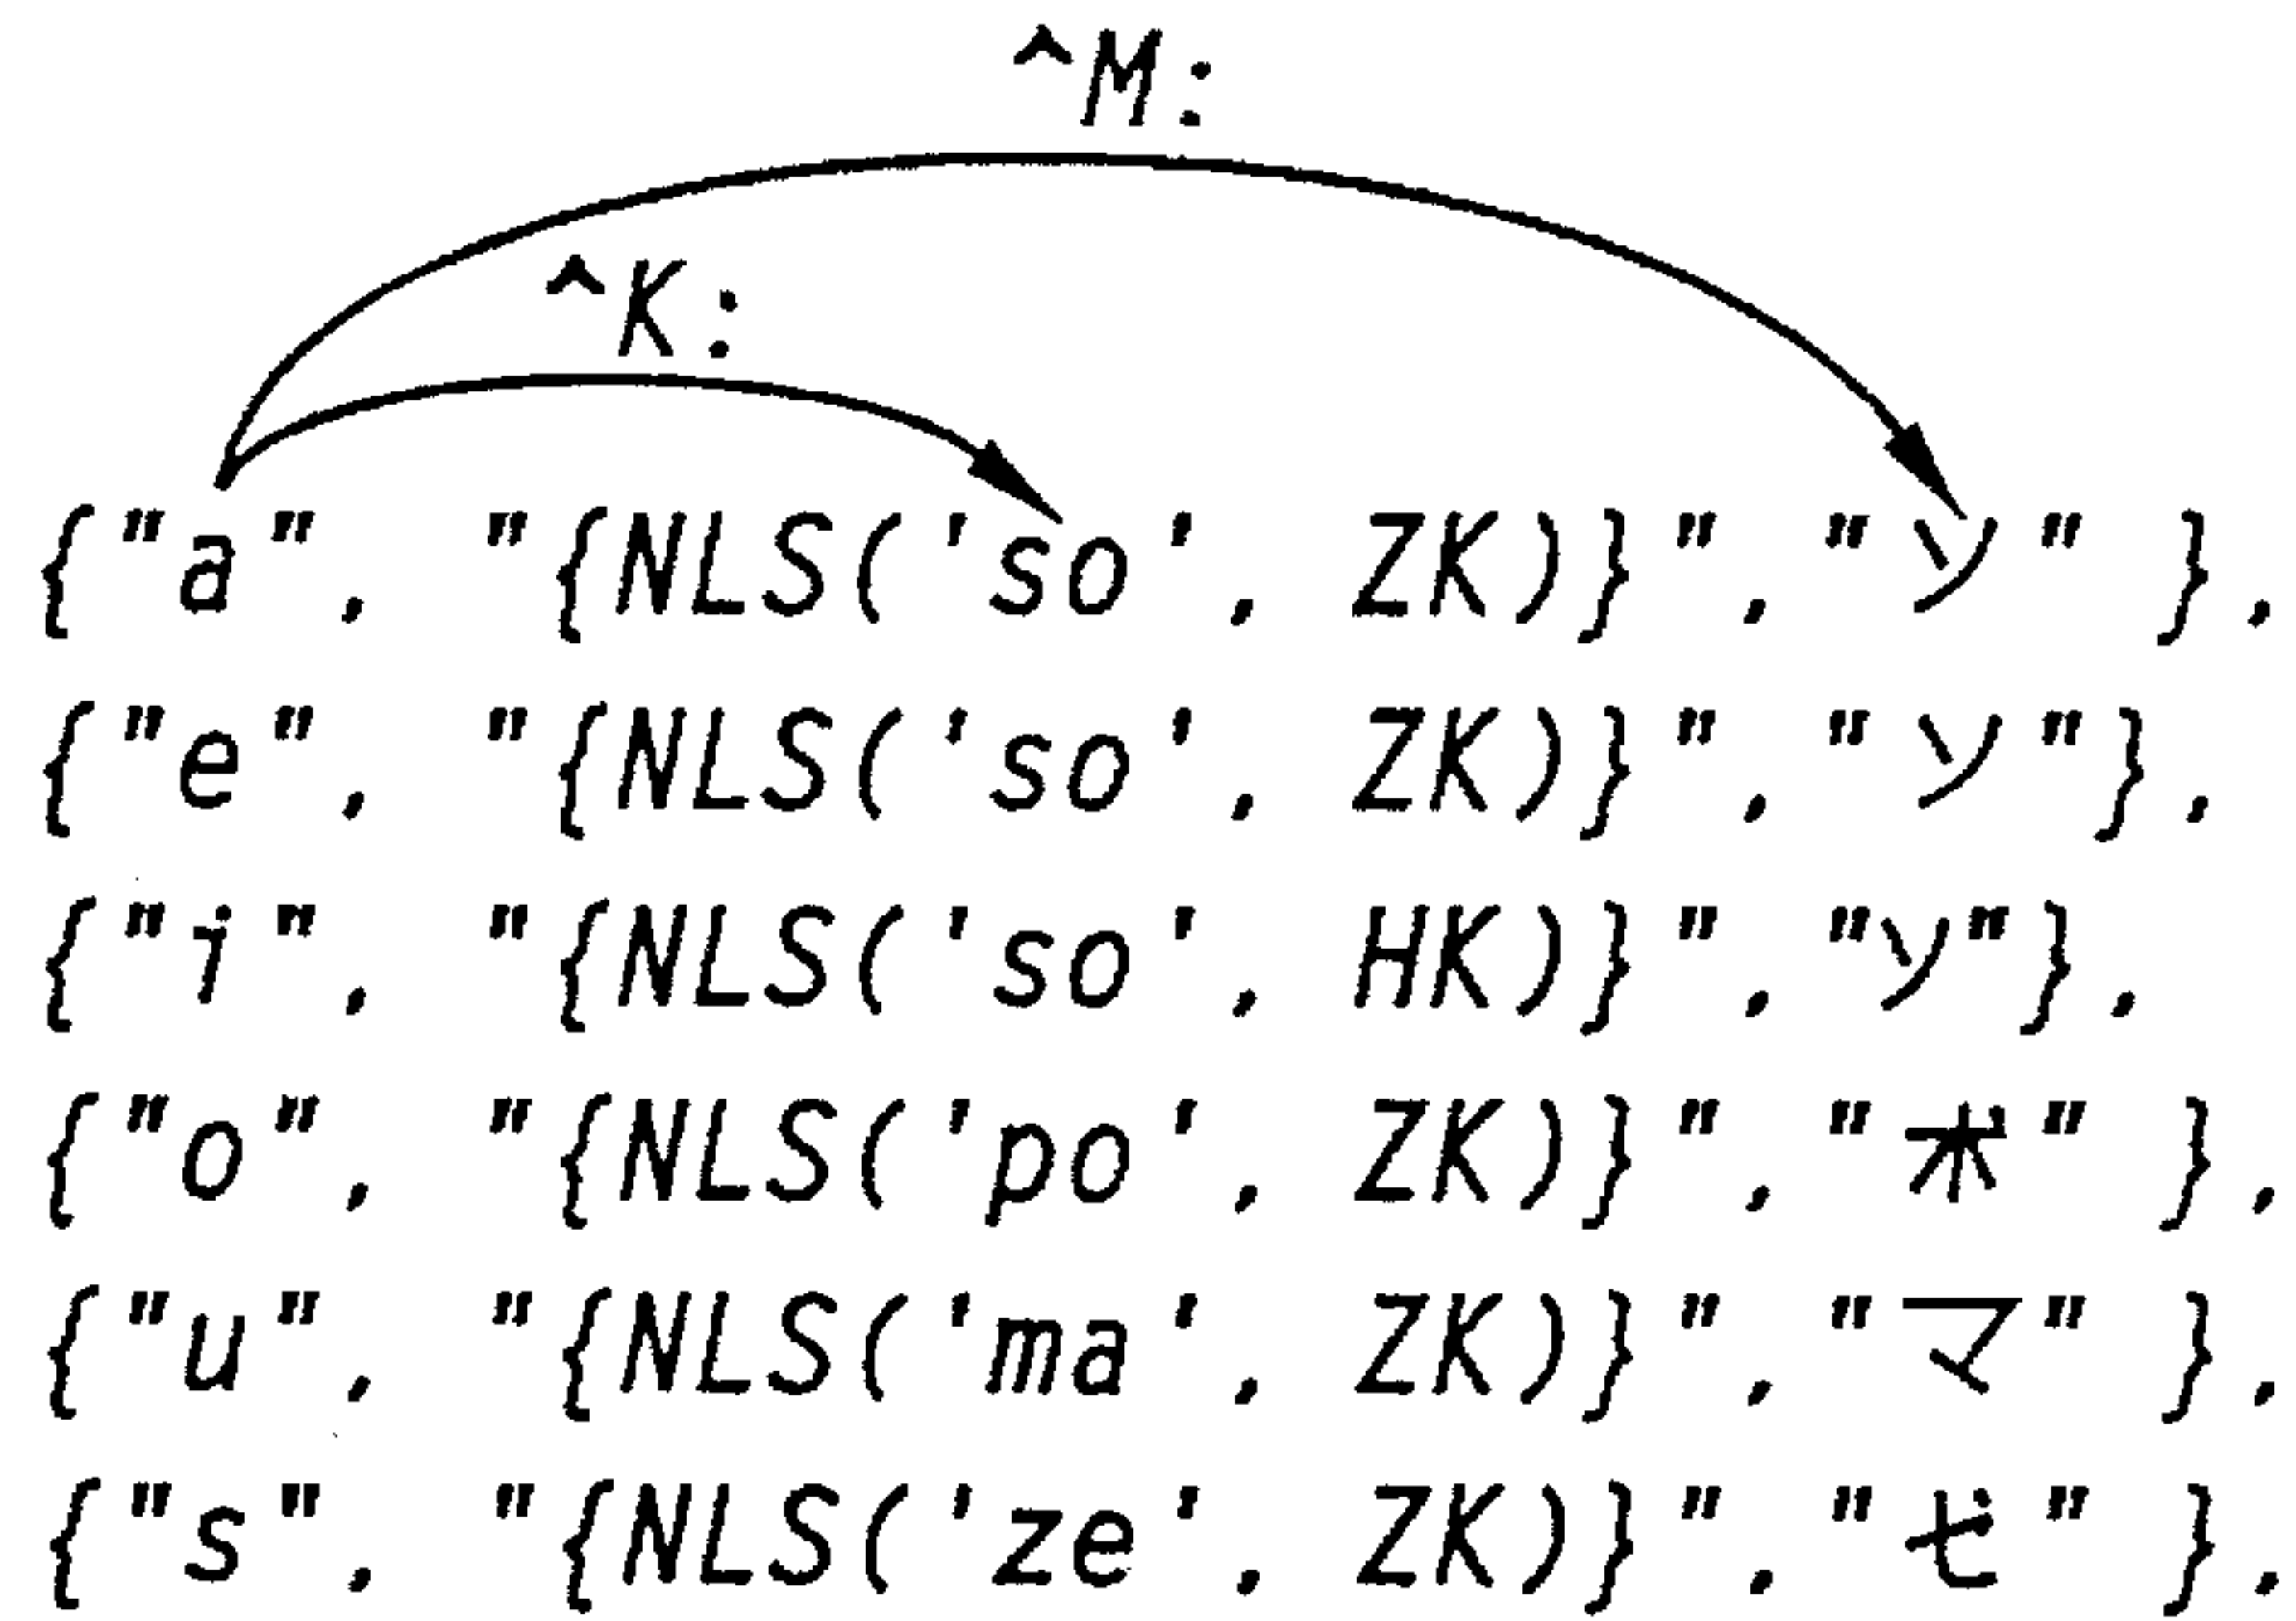 ^M:
^K:
{"a", "{NLS('so', ZK)}","ソ" },
{"e", "{NLS('so', ZK)}", "ソ"},
{"i", "{NLS('so', HK)}", "ソ"},
{"o", "{NLS('po', ZK)}", "ポ" },
{"u", "{NLS('ma', ZK)}", "マ" },
{"s", "{NLS('ze', ZK)}", "ゼ" },